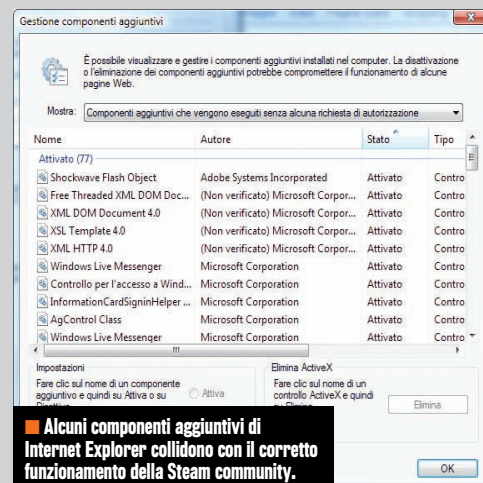 Gestione componenti aggiuntivi
È possibile visualizzare e gestire i componenti aggiuntivi installati nel computer. La disattivazione
o l'eliminazione dei componenti aggiuntivi potrebbe compromettere il funzionamento di alcune
pagine Web.
Mostra: Componenti aggiuntivi che vengono eseguiti senza alcuna richiesta di autorizzazione
Nome Autore Stato Tipo
Attivato (77)
Shockwave Flash Object Adobe Systems Incorporated Attivato Contro
Free Threaded XML DOM Doc... (Non verificato) Microsoft Corpor... Attivato Contro
XML DOM Document 4.0 (Non verificato) Microsoft Corpor... Attivato Contro
XSL Template 4.0 (Non verificato) Microsoft Corpor... Attivato Contro
XML HTTP 4.0 (Non verificato) Microsoft Corpor... Attivato Contro
Windows Live Messenger Microsoft Corporation Attivato Contro
Controllo per l'accesso a Wind... Microsoft Corporation Attivato Contro
InformationCardSigninHelper ... Microsoft Corporation Attivato Contro
AgControl Class Microsoft Corporation Attivato Contro
Windows Live Messenger Microsoft Corporation Attivato Contro
Impostazioni
Fare clic sul nome di un componente
aggiuntivo e quindi su Attiva o su
Attiva
Elimina ActiveX
Fare clic sul nome di un
controllo ActiveX e quindi
Elimina
Alcuni componenti aggiuntivi di
Internet Explorer collidono con il corretto
funzionamento della Steam community.
OK